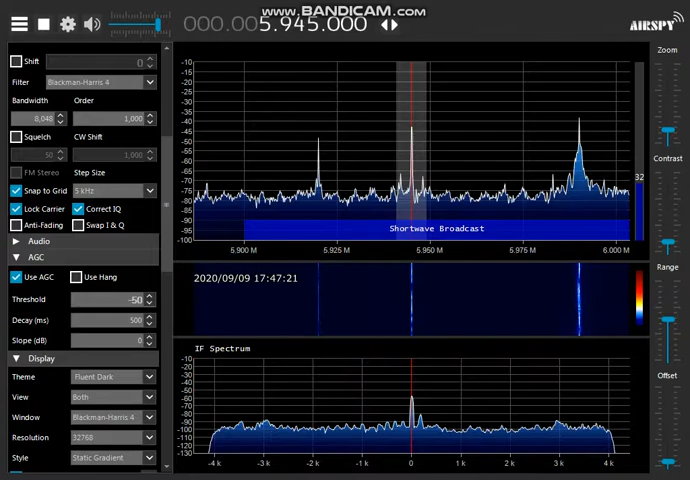 www.BANDICAM.com
000.005.945.000
AIRSPY
Shift
0
Filter
Blackman-Harris 4
Bandwidth
Order
8,048
1,000
Squelch
CW Shift
50
1,000
FM Stereo
Step Size
Snap to Grid
5 kHz
Lock Carrier
Correct IQ
Anti-Fading
Swap I & Q
Audio
AGC
Use AGC
Use Hang
Threshold
-50
Decay (ms)
500
Slope (dB)
0
Display
Theme
Fluent Dark
View
Both
Window
Blackman-Harris 4
Resolution
32768
Style
Static Gradient
-10
-15
-20
-25
-30
-35
-40
-45
-50
-55
-60
-65
-70
-75
-80
-85
-90
-95
-100
32
Shortwave Broadcast
5.900 M
5.925 M
5.950 M
5.975 M
6.000 M
2020/09/09 17:47:21
IF Spectrum
-10
-20
-30
-40
-50
-60
-70
-80
-90
-100
-110
-120
-130
-4 k
-3 k
-2 k
-1 k
0
1 k
2 k
3 k
4 k
Zoom
Contrast
Range
Offset